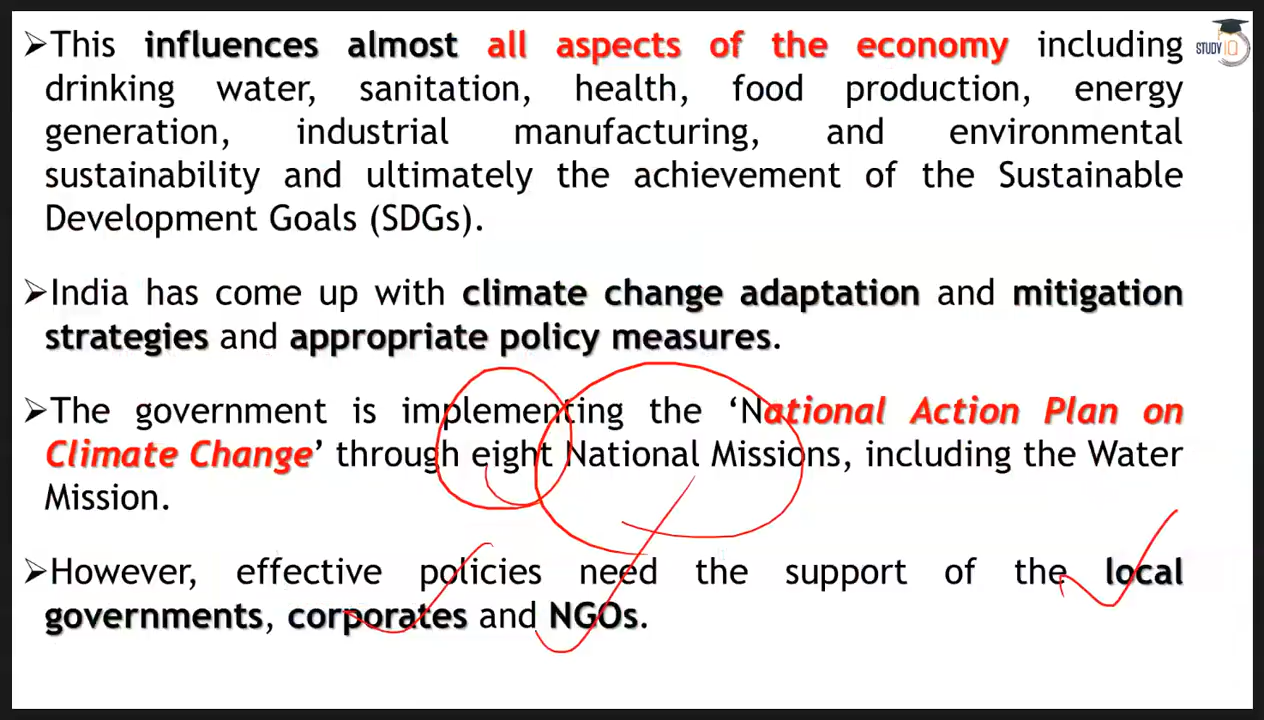 ➢This influences almost all aspects of the economy including
drinking water, sanitation, health, food production, energy
generation, industrial manufacturing, and environmental
sustainability and ultimately the achievement of the Sustainable
Development Goals (SDGs).
➢India has come up with climate change adaptation and mitigation
strategies and appropriate policy measures.
➢The government is implementing the ‘National Action Plan on
Climate Change’ through eight National Missions, including the Water
Mission.
➢However, effective policies need the support of the local
governments, corporates and NGOs.
STUDY IQ